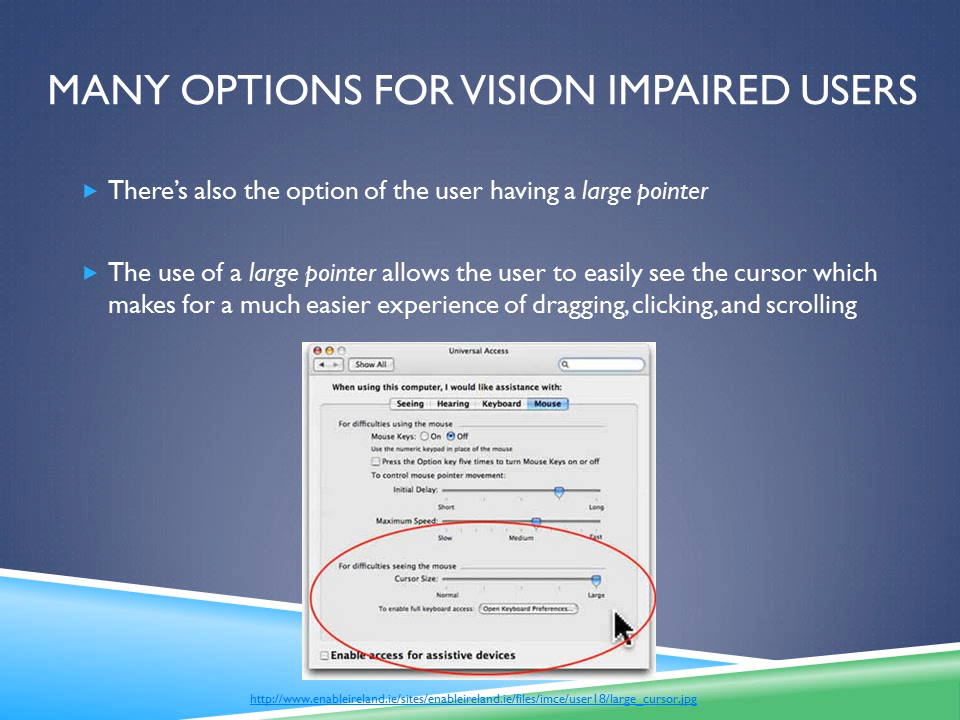 MANY OPTIONS FOR VISION IMPAIRED USERS
There’s also the option of the user having a large pointer
The use of a large pointer allows the user to easily see the cursor which
makes for a much easier experience of dragging, clicking, and scrolling
Universal Access
Show All
When using this computer, I would like assistance with:
Seeing Hearing Keyboard Mouse
For difficulties using the mouse
Mouse Keys: On Off
Use the numeric keypad in place of the mouse
Press the Option key five times to turn Mouse Keys on or off
To control mouse pointer movement:
Initial Delay:
Short Long
Maximum Speed:
Slow Medium Fast
For difficulties seeing the mouse
Cursor Size:
Normal Large
To enable full keyboard access: Open Keyboard Preferences...
Enable access for assistive devices
http://www.enableireland.ie/sites/enableireland.ie/files/imce/user18/large_cursor.jpg